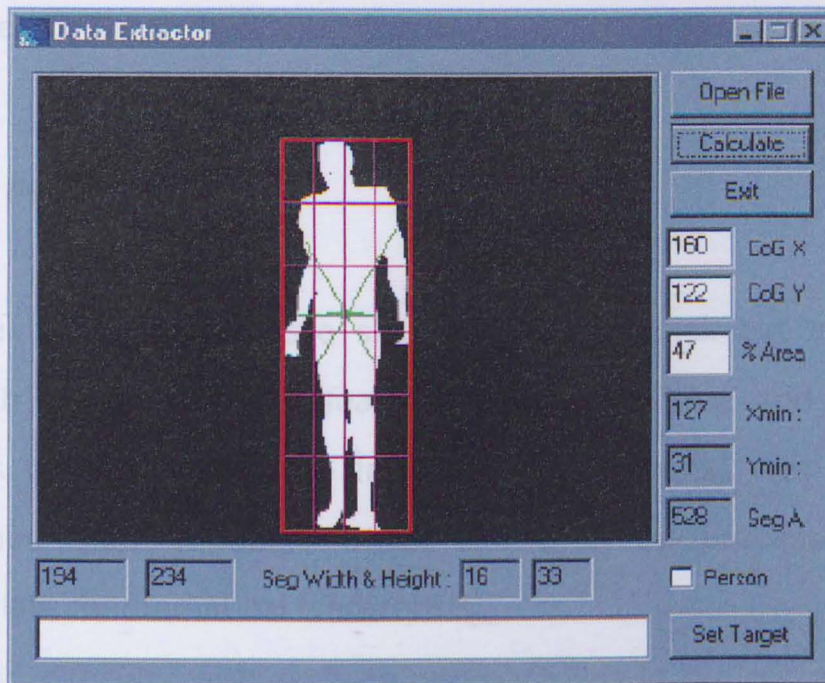 Data Extractor
Open File
Calculate
Exit
160 CoG X
122 CoG Y
47 % Area
127 Xmin :
31 Ymin :
528 Seg A
194 234 Seg Width & Height : 16 33
Person
Set Target